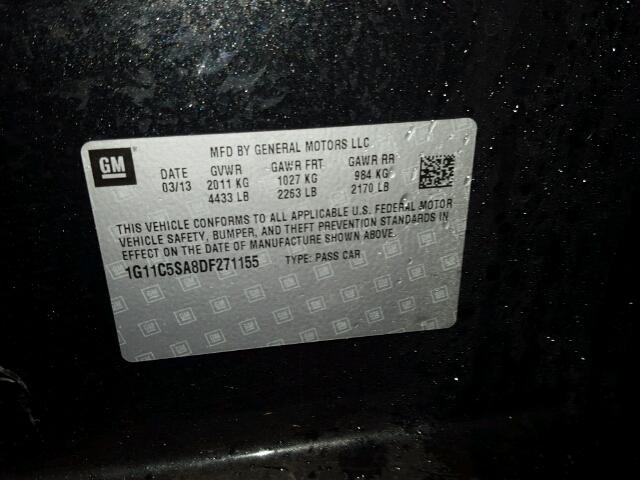 GM
MFD BY GENERAL MOTORS LLC
DATE GVWR GAWR FRT GAWR RR
03/13 2011 KG 1027 KG 984 KG
4433 LB 2263 LB 2170 LB
THIS VEHICLE CONFORMS TO ALL APPLICABLE U.S. FEDERAL MOTOR
VEHICLE SAFETY, BUMPER, AND THEFT PREVENTION STANDARDS IN
EFFECT ON THE DATE OF MANUFACTURE SHOWN ABOVE.
1G11C5SA8DF271155 TYPE: PASS CAR